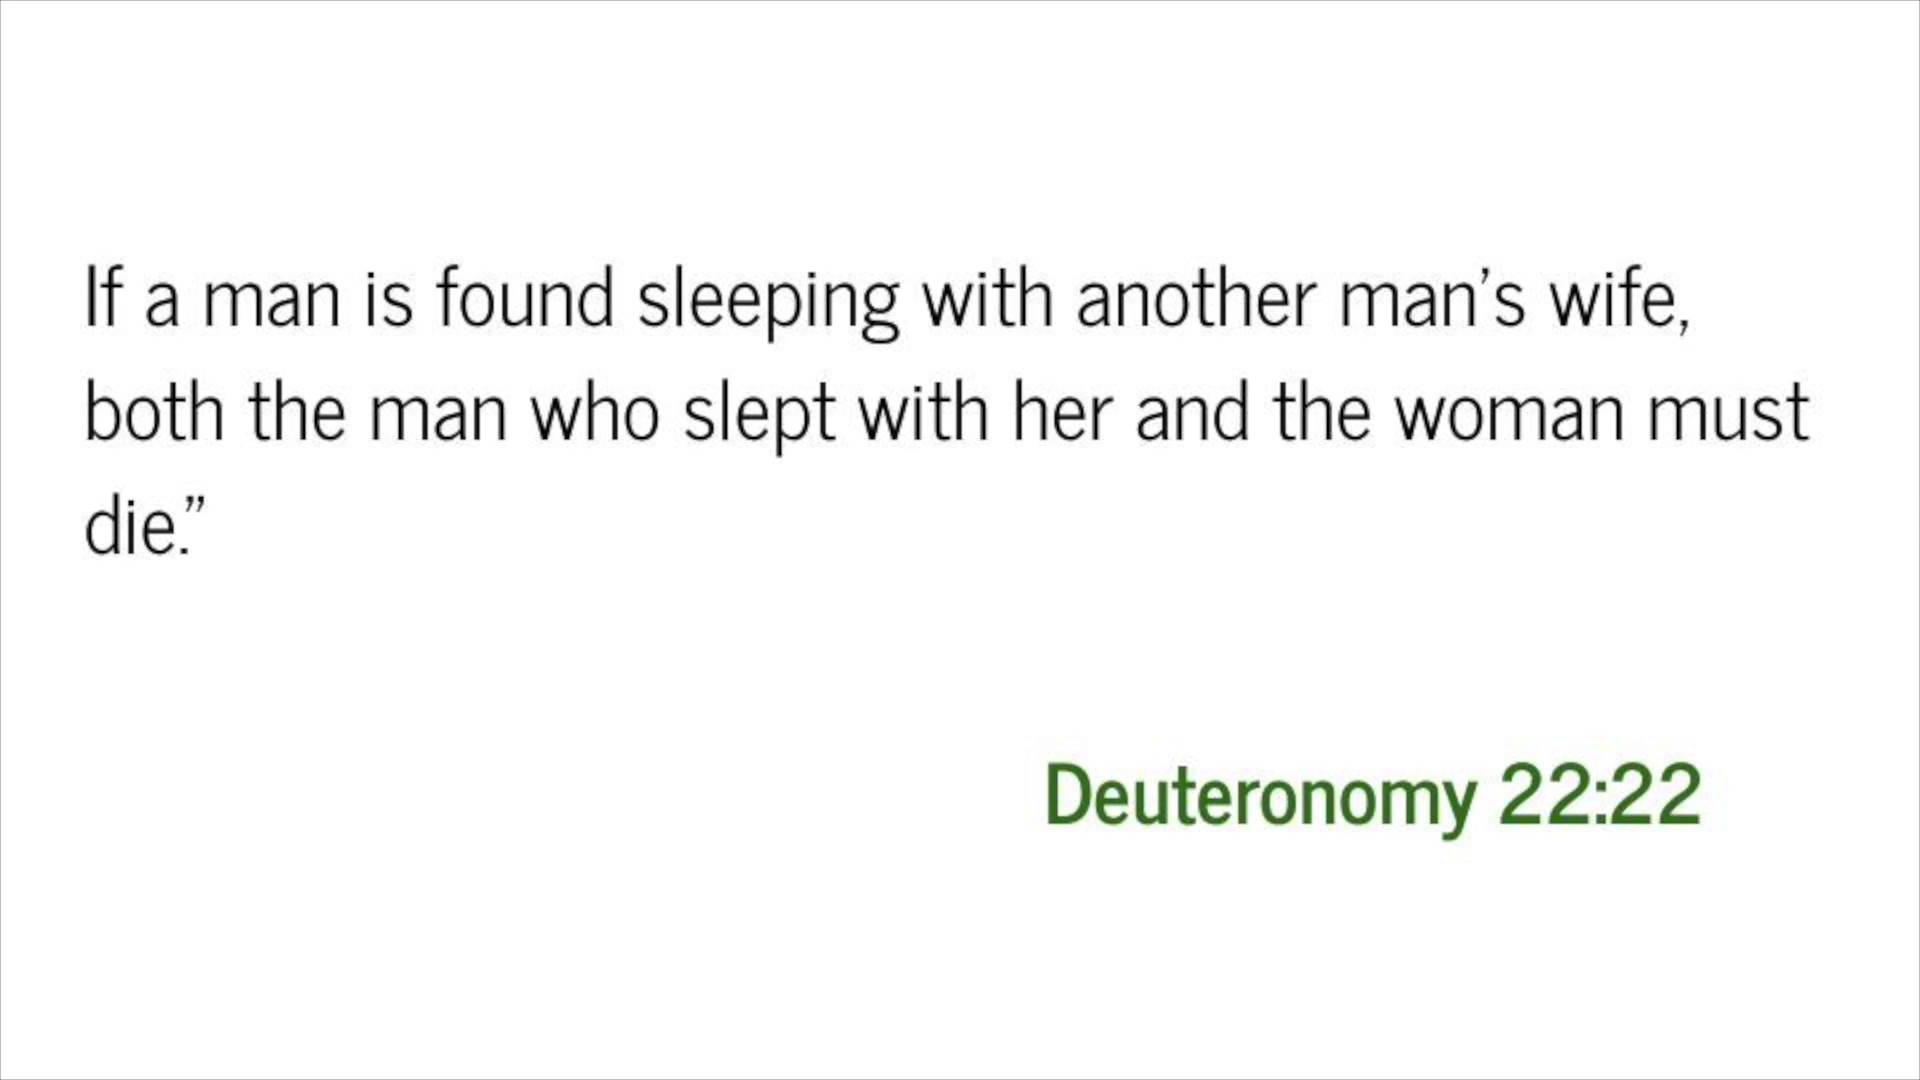 If a man is found sleeping with another man’s wife,
both the man who slept with her and the woman must
die.”
Deuteronomy 22:22